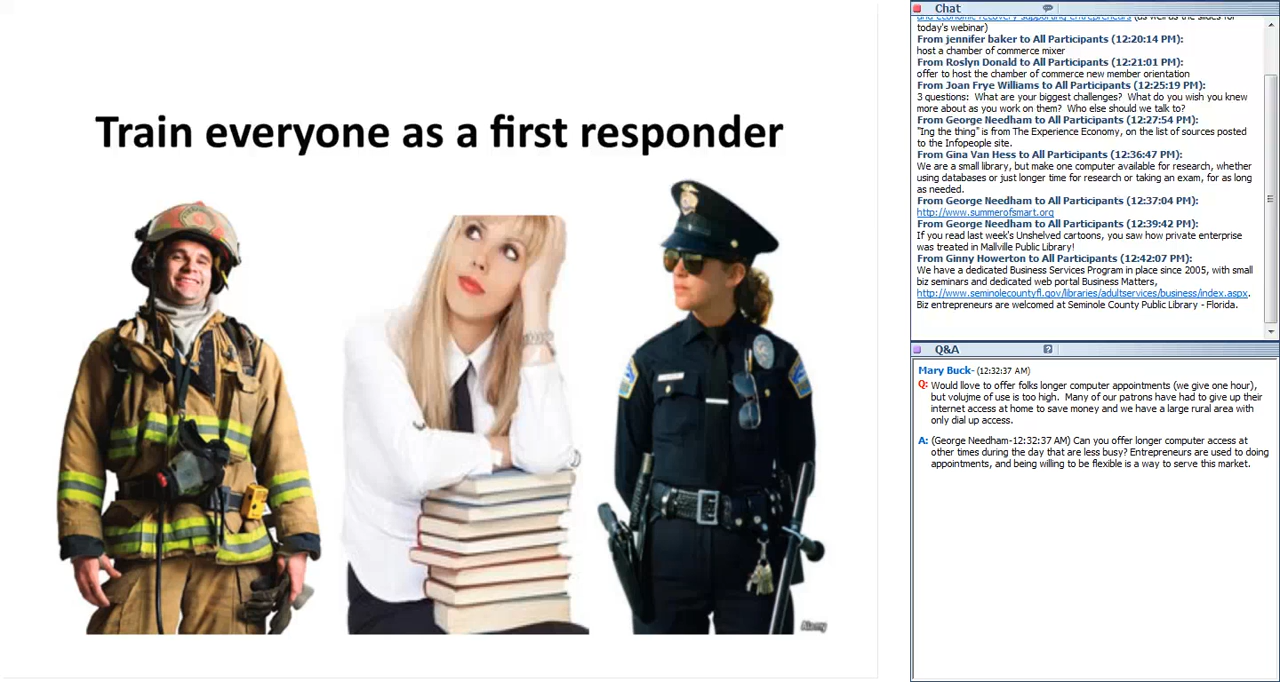 Train everyone as a first responder
Alamy
Chat
and economic recovery supporting entrepreneurs (as well as the slides for
today's webinar)
From jennifer baker to All Participants (12:20:14 PM):
host a chamber of commerce mixer
From Roslyn Donald to All Participants (12:21:01 PM):
offer to host the chamber of commerce new member orientation
From Joan Frye Williams to All Participants (12:25:19 PM):
3 questions:  What are your biggest challenges?  What do you wish you knew
more about as you work on them?  Who else should we talk to?
From George Needham to All Participants (12:27:54 PM):
"Ing the thing" is from The Experience Economy, on the list of sources posted
to the Infopeople site.
From Gina Van Hess to All Participants (12:36:47 PM):
We are a small library, but make one computer available for research, whether
using databases or just longer time for research or taking an exam, for as long
as needed.
From George Needham to All Participants (12:37:04 PM):
http://www.summerofsmart.org
From George Needham to All Participants (12:39:42 PM):
If you read last week's Unshelved cartoons, you saw how private enterprise
was treated in Mallville Public Library!
From Ginny Howerton to All Participants (12:42:07 PM):
We have a dedicated Business Services Program in place since 2005, with small
biz seminars and dedicated web portal Business Matters,
http://www.seminolecountyfl.gov/libraries/adultservices/business/index.aspx.
Biz entrepreneurs are welcomed at Seminole County Public Library - Florida.
Q&A
Mary Buck- (12:32:37 AM)
Q: Would llove to offer folks longer computer appointments (we give one hour),
but volujme of use is too high.  Many of our patrons have had to give up their
internet access at home to save money and we have a large rural area with
only dial up access.
A: (George Needham-12:32:37 AM) Can you offer longer computer access at
other times during the day that are less busy? Entrepreneurs are used to doing
appointments, and being willing to be flexible is a way to serve this market.